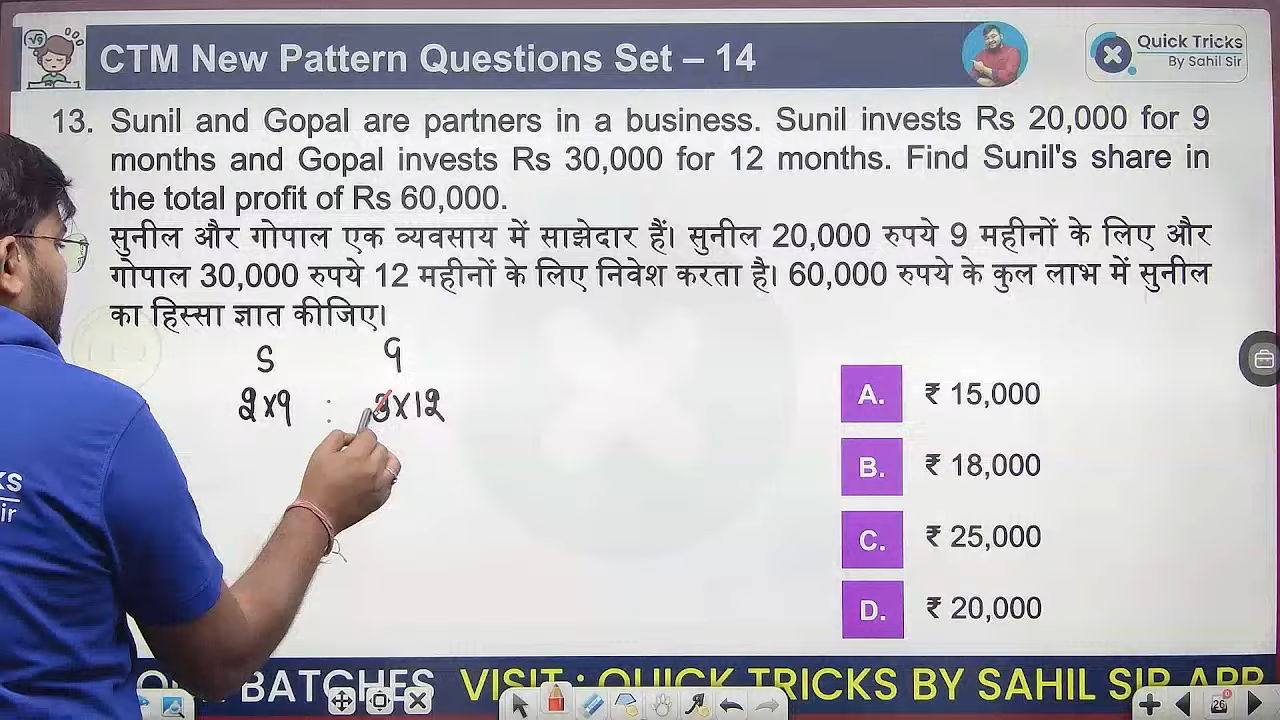 CTM New Pattern Questions Set – 14
Quick Tricks
By Sahil Sir
13. Sunil and Gopal are partners in a business. Sunil invests Rs 20,000 for 9
months and Gopal invests Rs 30,000 for 12 months. Find Sunil's share in
the total profit of Rs 60,000.
सुनील और गोपाल एक व्यवसाय में साझेदार हैं। सुनील 20,000 रुपये 9 महीनों के लिए और
गोपाल 30,000 रुपये 12 महीनों के लिए निवेश करता है। 60,000 रुपये के कुल लाभ में सुनील
का हिस्सा ज्ञात कीजिए।
S G
2x9 : 3x12
A. ₹ 15,000
B. ₹ 18,000
C. ₹ 25,000
D. ₹ 20,000
BATCHES VISIT : QUICK TRICKS BY SAHIL SIR APP
26